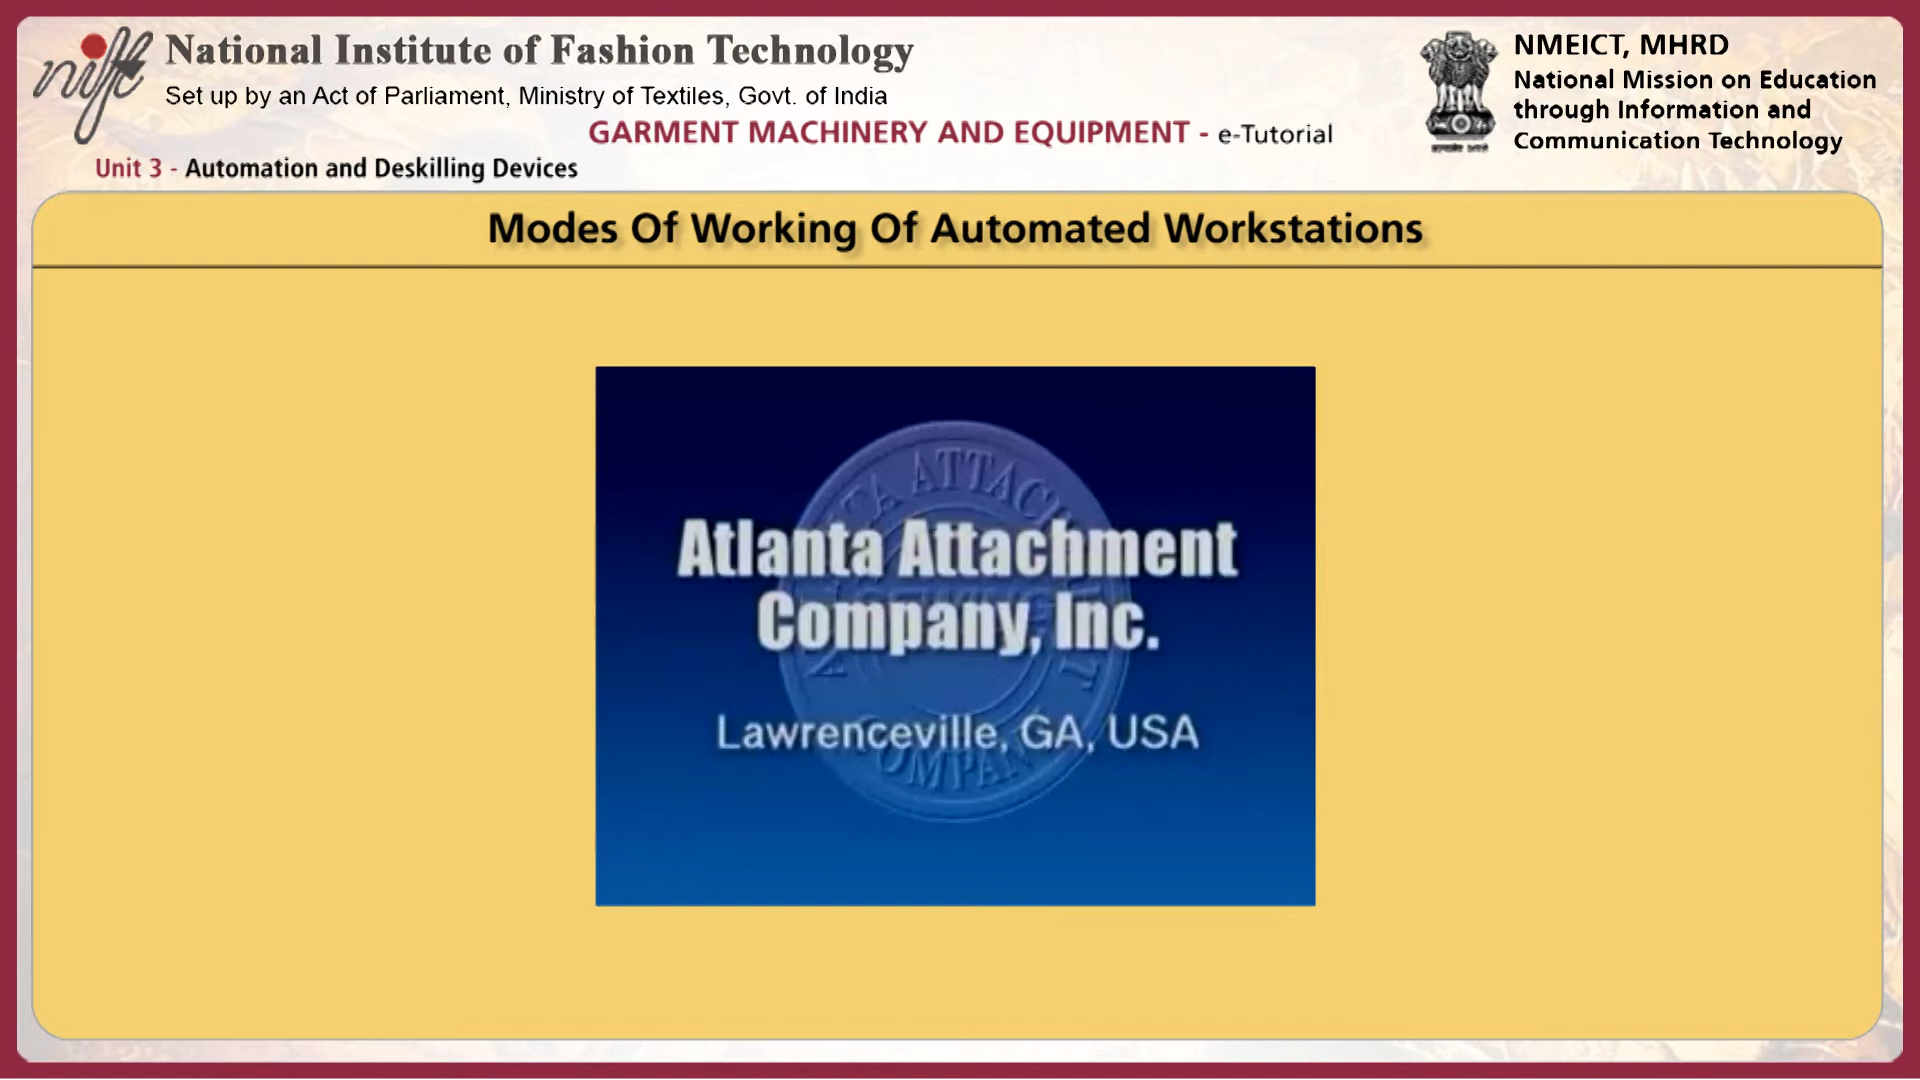 nift
National Institute of Fashion Technology
Set up by an Act of Parliament, Ministry of Textiles, Govt. of India
GARMENT MACHINERY AND EQUIPMENT - e-Tutorial
Unit 3 - Automation and Deskilling Devices
NMEICT, MHRD
National Mission on Education
through Information and
Communication Technology
Modes Of Working Of Automated Workstations
Atlanta Attachment
Company, Inc.
Lawrenceville, GA, USA